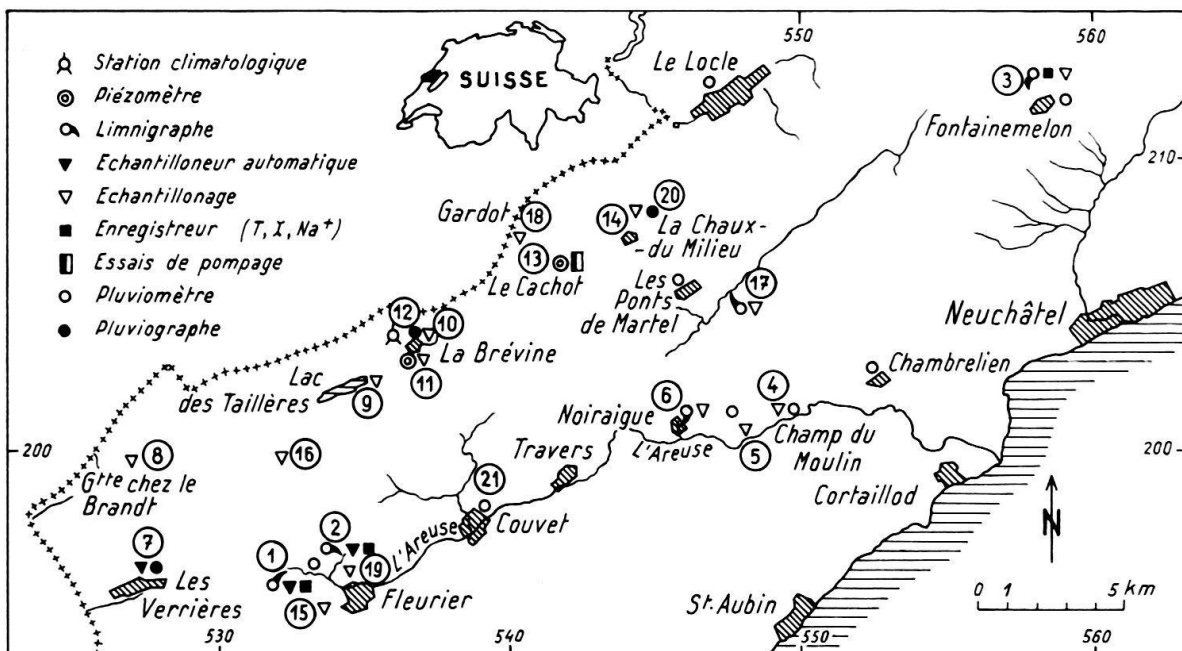 550
560
Station climatologique
Piézomètre
Limnigraphe
Echantilloneur automatique
Echantillonage
Enregistreur (T, X, Na+)
Essais de pompage
Pluviomètre
Pluviographe
SUISSE
Le Locle
3
Fontainemelon
210
Gardot
18
14
20
La Chaux-
-du Milieu
13
Le Cachot
Les
Ponts
de Martel
17
Neuchâtel
12
10
La Brévine
11
Lac
des Taillères
9
Chambrelien
6
4
Noiraigue
L'Areuse
5
Champ du
Moulin
200
8
16
Travers
200
Gtte chez le
Brandt
21
Couvet
Cortaillod
N
7
1
2
L'Areuse
19
Les
Verrières
15
Fleurier
St. Aubin
0 1 5 km
530
540
550
560